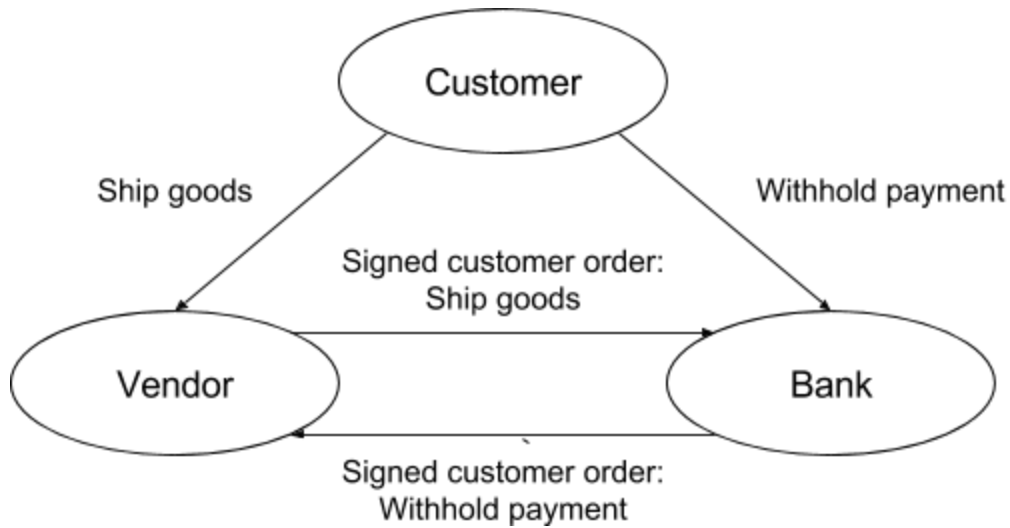 Customer
Ship goods
Withhold payment
Signed customer order:
Ship goods
Vendor
Bank
Signed customer order:
Withhold payment